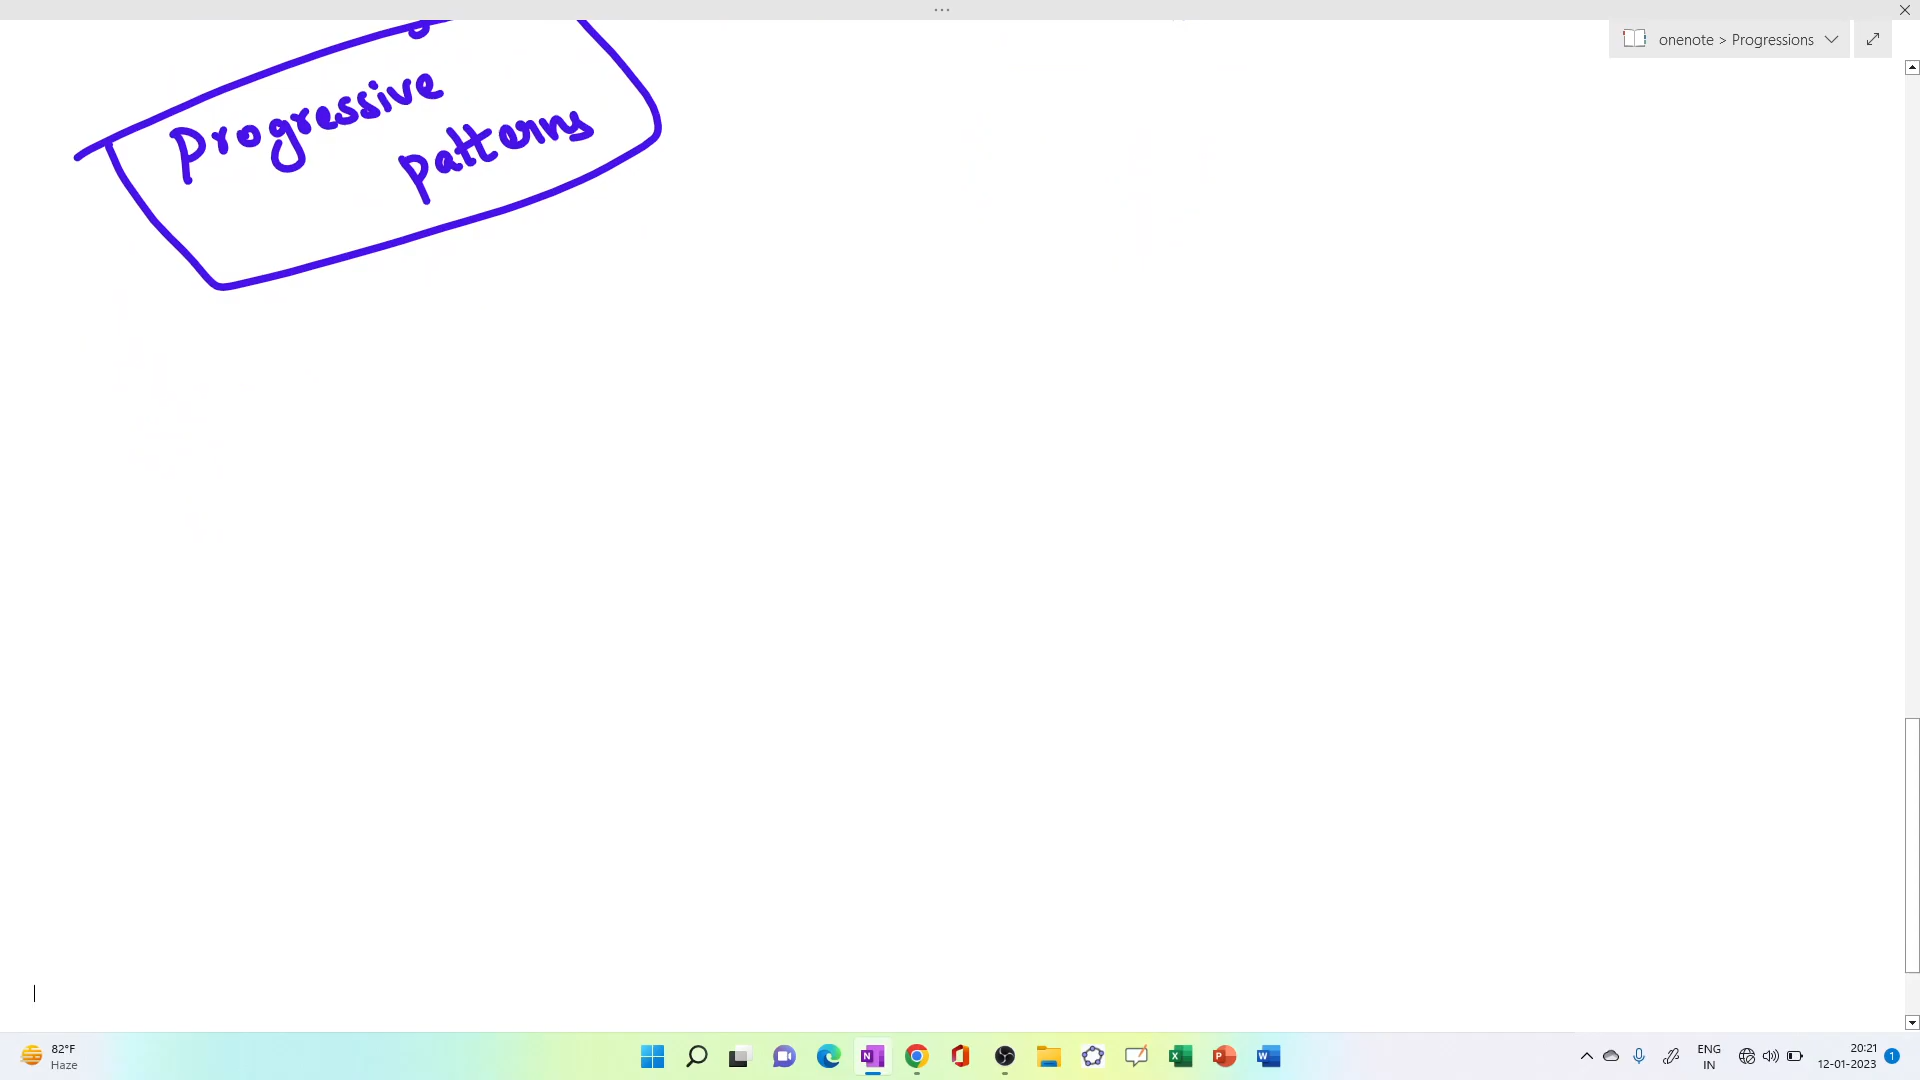 onenote > Progressions
Progressive
patterns
82°F
Haze
ENG
IN
20:21
12-01-2023
1